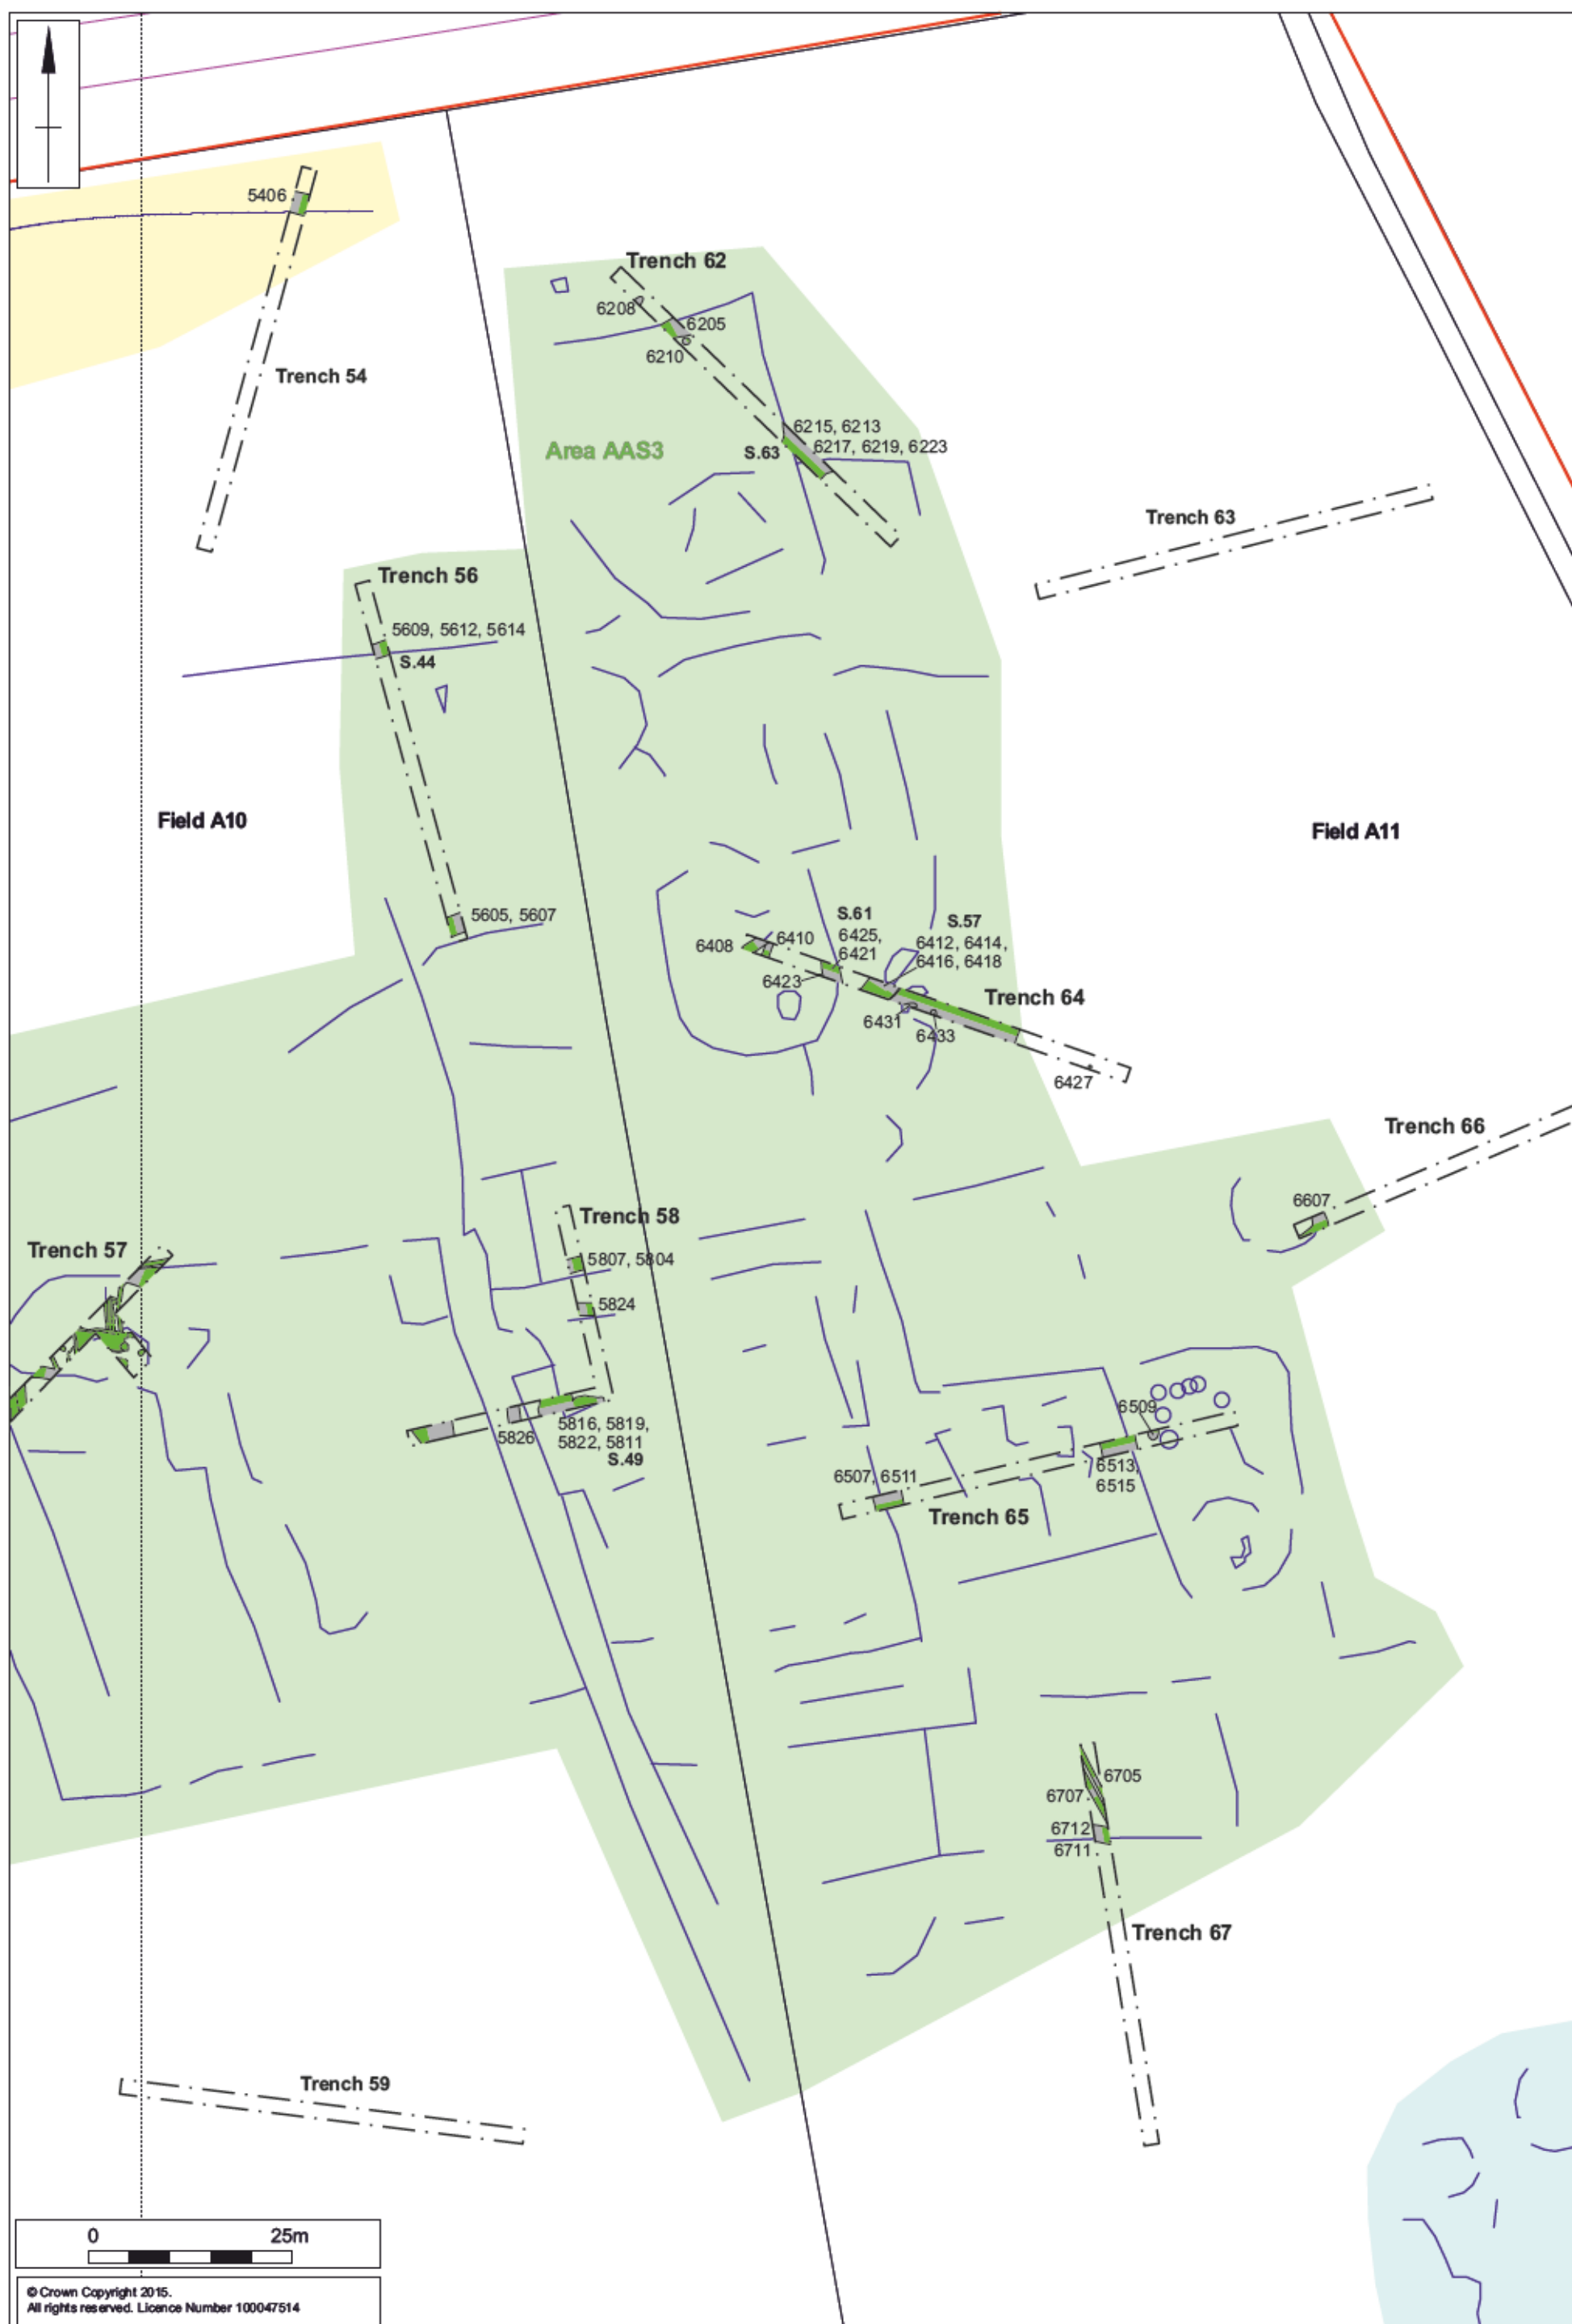 5406
Trench 62
6208
6205
6210
Trench 54
6215, 6213
6217, 6219, 6223
S.63
Area AAS3
Trench 63
Trench 56
5609, 5612, 5614
S.44
Field A10
Field A11
5605, 5607
S.61
S.57
6425,
6421
6412, 6414,
6416, 6418
6408
6410
6423
Trench 64
6431
6433
6427
Trench 66
6607
Trench 58
Trench 57
5807, 5804
5824
5816, 5819,
5822, 5811
S.49
5826
6509
6507, 6511
6513,
6515
Trench 65
6705
6707
6712
6711
Trench 67
Trench 59
0 25m
© Crown Copyright 2015.
All rights reserved. Licence Number 100047514